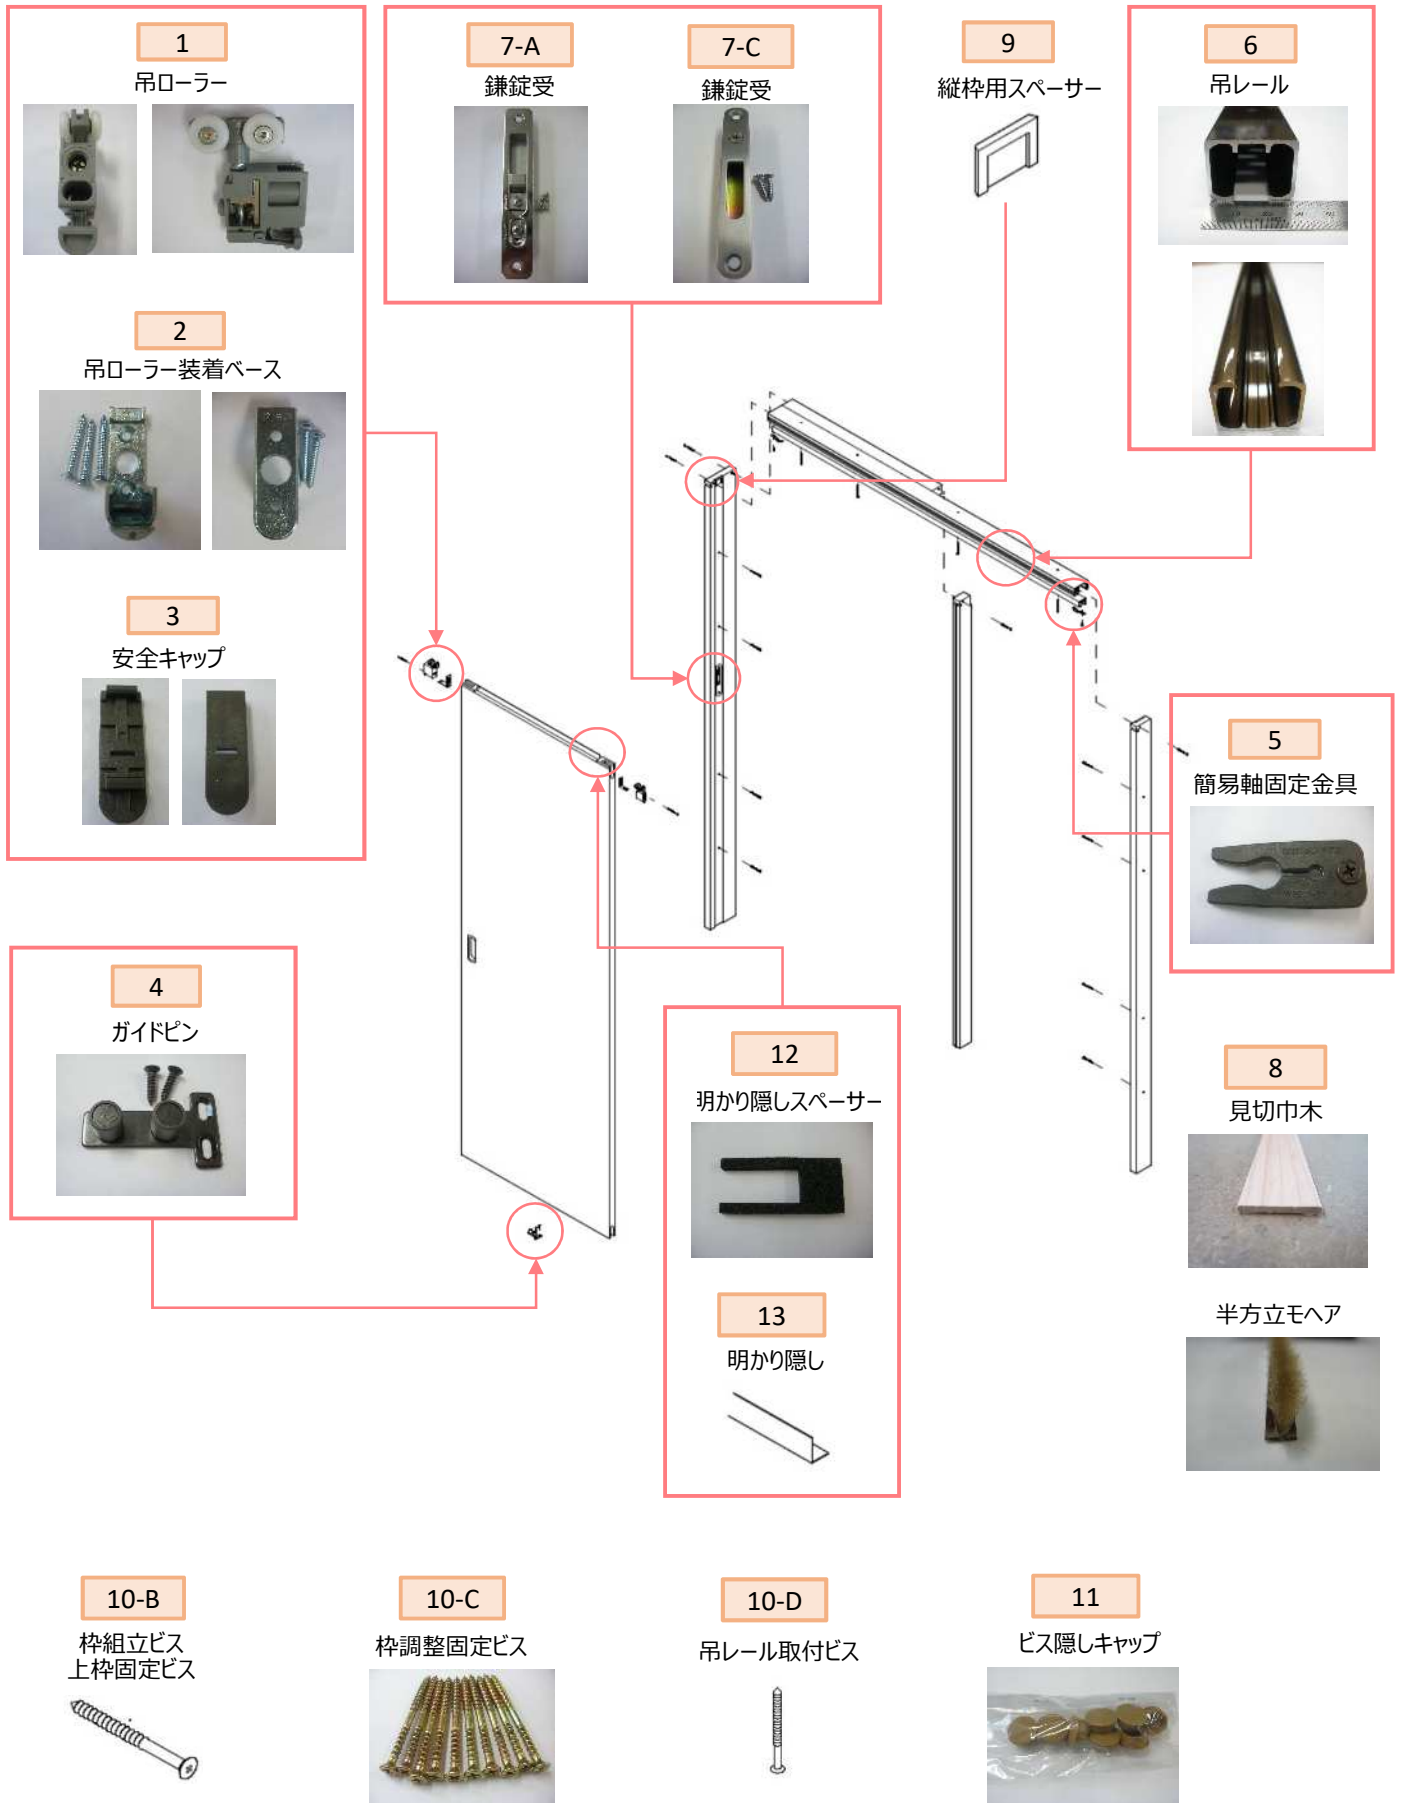 1
吊ローラー
7-A
鎌錠受
7-C
鎌錠受
9
縦枠用スペーサー
6
吊レール
2
吊ローラー装着ベース
3
安全キャップ
5
簡易軸固定金具
4
ガイドピン
12
明かり隠しスペーサー
8
見切巾木
13
明かり隠し
半方立モヘア
10-B
枠組立ビス
上枠固定ビス
10-C
枠調整固定ビス
10-D
吊レール取付ビス
11
ビス隠しキャップ